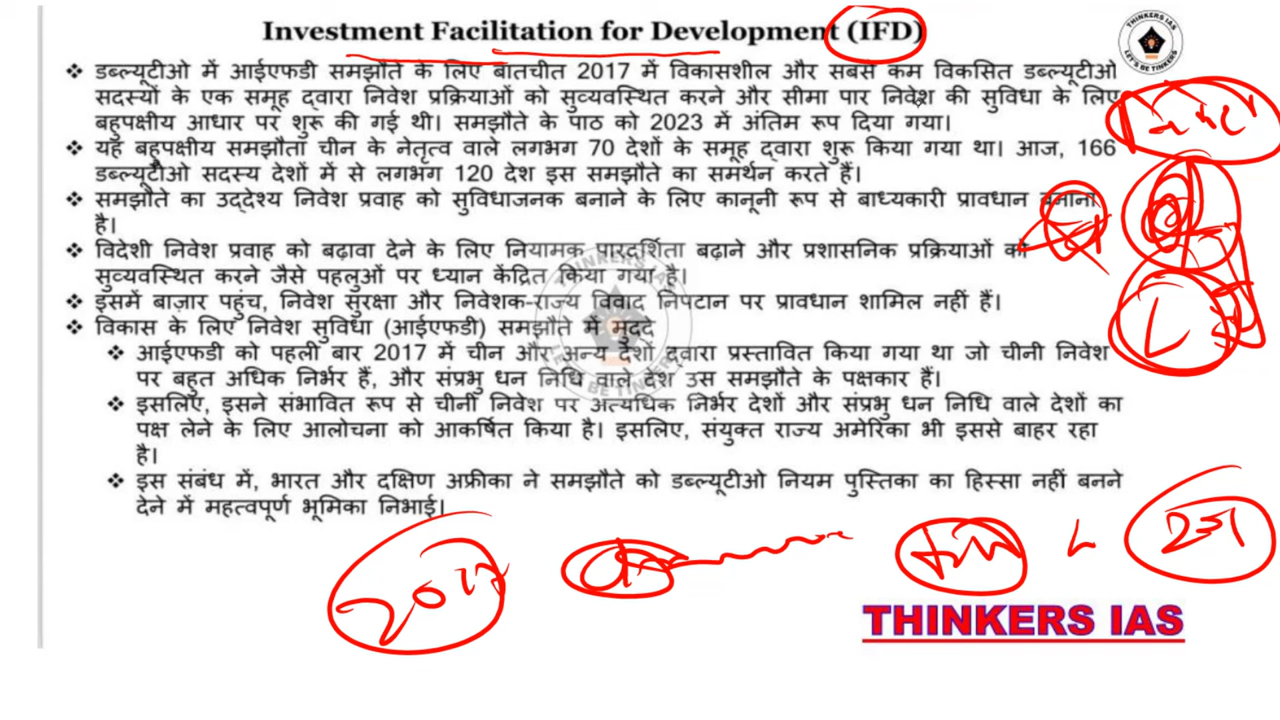 Investment Facilitation for Development (IFD)
THINKERS IAS
LET'S BE TINKERS
❖ डब्ल्यूटीओ में आईएफडी समझौते के लिए बातचीत 2017 में विकासशील और सबसे कम विकसित डब्ल्यूटीओ
सदस्यों के एक समूह द्वारा निवेश प्रक्रियाओं को सुव्यवस्थित करने और सीमा पार निवेश की सुविधा के लिए
बहुपक्षीय आधार पर शुरू की गई थी। समझौते के पाठ को 2023 में अंतिम रूप दिया गया।
❖ यह बहुपक्षीय समझौता चीन के नेतृत्व वाले लगभग 70 देशों के समूह द्वारा शुरू किया गया था। आज, 166
डब्ल्यूटीओ सदस्य देशों में से लगभग 120 देश इस समझौते का समर्थन करते हैं।
❖ समझौते का उद्देश्य निवेश प्रवाह को सुविधाजनक बनाने के लिए कानूनी रूप से बाध्यकारी प्रावधान बनाना
है।
❖ विदेशी निवेश प्रवाह को बढ़ावा देने के लिए नियामक पारदर्शिता बढ़ाने और प्रशासनिक प्रक्रियाओं को
सुव्यवस्थित करने जैसे पहलुओं पर ध्यान केंद्रित किया गया है।
❖ इसमें बाज़ार पहुंच, निवेश सुरक्षा और निवेशक-राज्य विवाद निपटान पर प्रावधान शामिल नहीं हैं।
❖ विकास के लिए निवेश सुविधा (आईएफडी) समझौते में मुद्दे
❖ आईएफडी को पहली बार 2017 में चीन और अन्य देशों द्वारा प्रस्तावित किया गया था जो चीनी निवेश
पर बहुत अधिक निर्भर हैं, और संप्रभु धन निधि वाले देश उस समझौते के पक्षकार हैं।
❖ इसलिए, इसने संभावित रूप से चीनी निवेश पर अत्यधिक निर्भर देशों और संप्रभु धन निधि वाले देशों का
पक्ष लेने के लिए आलोचना को आकर्षित किया है। इसलिए, संयुक्त राज्य अमेरिका भी इससे बाहर रहा
है।
❖ इस संबंध में, भारत और दक्षिण अफ्रीका ने समझौते को डब्ल्यूटीओ नियम पुस्तिका का हिस्सा नहीं बनने
देने में महत्वपूर्ण भूमिका निभाई।
2017
THINKERS IAS